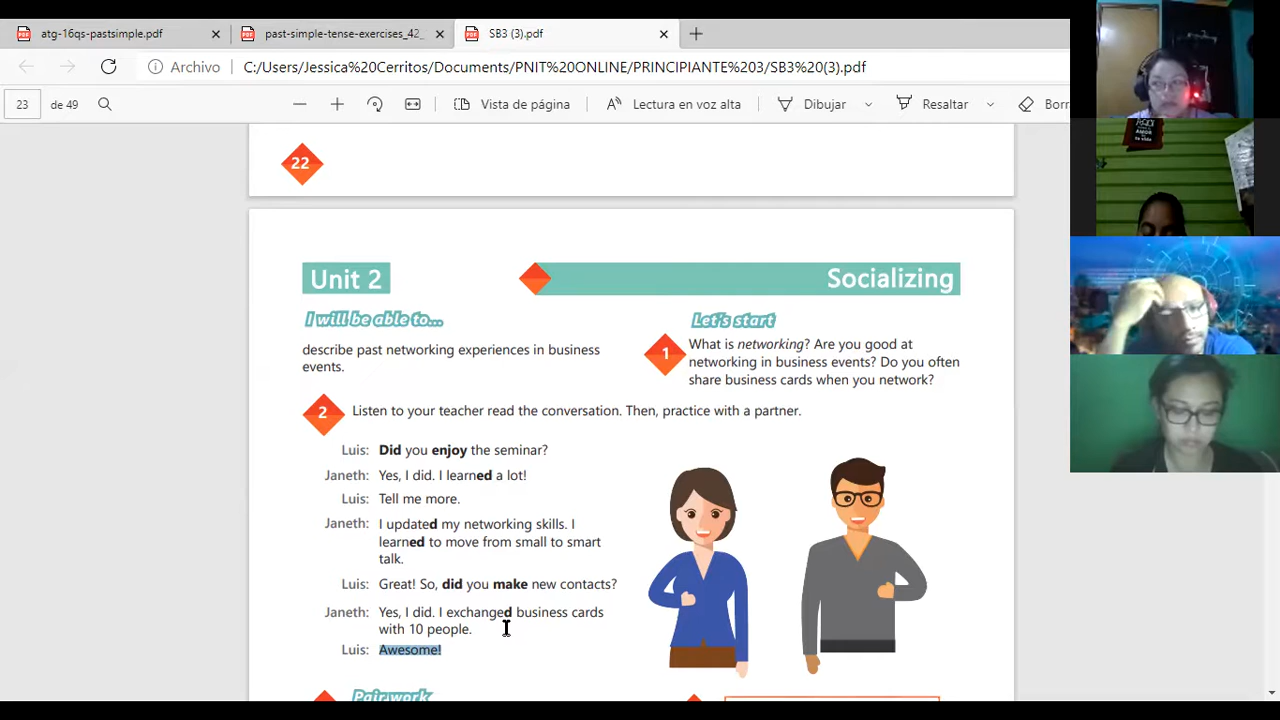 atg-16qs-pastsimple.pdf
past-simple-tense-exercises_42_
SB3 (3).pdf
Archivo
C:/Users/Jessica%20Cerritos/Documents/PNIT%20ONLINE/PRINCIPIANTE%203/SB3%20(3).pdf
23 de 49
Vista de página
Lectura en voz alta
Dibujar
Resaltar
Borr
22
Unit 2
Socializing
I will be able to...
describe past networking experiences in business
events.
Let's start
1
What is networking? Are you good at
networking in business events? Do you often
share business cards when you network?
2
Listen to your teacher read the conversation. Then, practice with a partner.
Luis: Did you enjoy the seminar?
Janeth: Yes, I did. I learned a lot!
Luis: Tell me more.
Janeth: I updated my networking skills. I
learned to move from small to smart
talk.
Luis: Great! So, did you make new contacts?
Janeth: Yes, I did. I exchanged business cards
with 10 people.
Luis: Awesome!
Pair work
AMOR